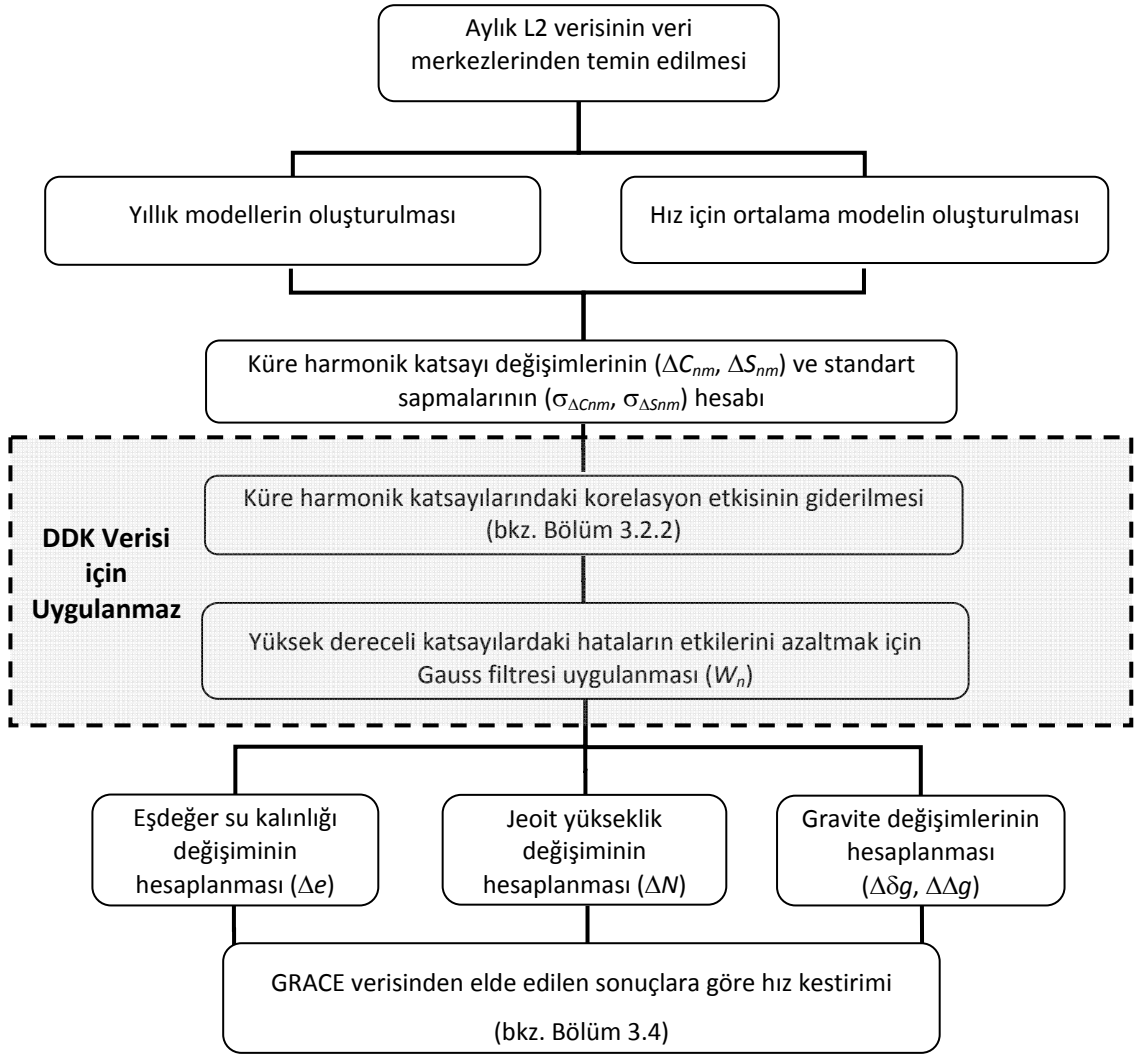 Aylık L2 verisinin veri
merkezlerinden temin edilmesi
Yıllık modellerin oluşturulması
Hız için ortalama modelin oluşturulması
Küre harmonik katsayı değişimlerinin (ΔCnm, ΔSnm) ve standart
sapmalarının (σΔCnm, σΔSnm) hesabı
DDK Verisi
için
Uygulanmaz
Küre harmonik katsayılarındaki korelasyon etkisinin giderilmesi
(bkz. Bölüm 3.2.2)
Yüksek dereceli katsayılardaki hataların etkilerini azaltmak için
Gauss filtresi uygulanması (Wn)
Eşdeğer su kalınlığı
değişiminin
hesaplanması (Δe)
Jeoit yükseklik
değişiminin
hesaplanması (ΔN)
Gravite değişimlerinin
hesaplanması
(Δδg, ΔΔg)
GRACE verisinden elde edilen sonuçlara göre hız kestirimi
(bkz. Bölüm 3.4)